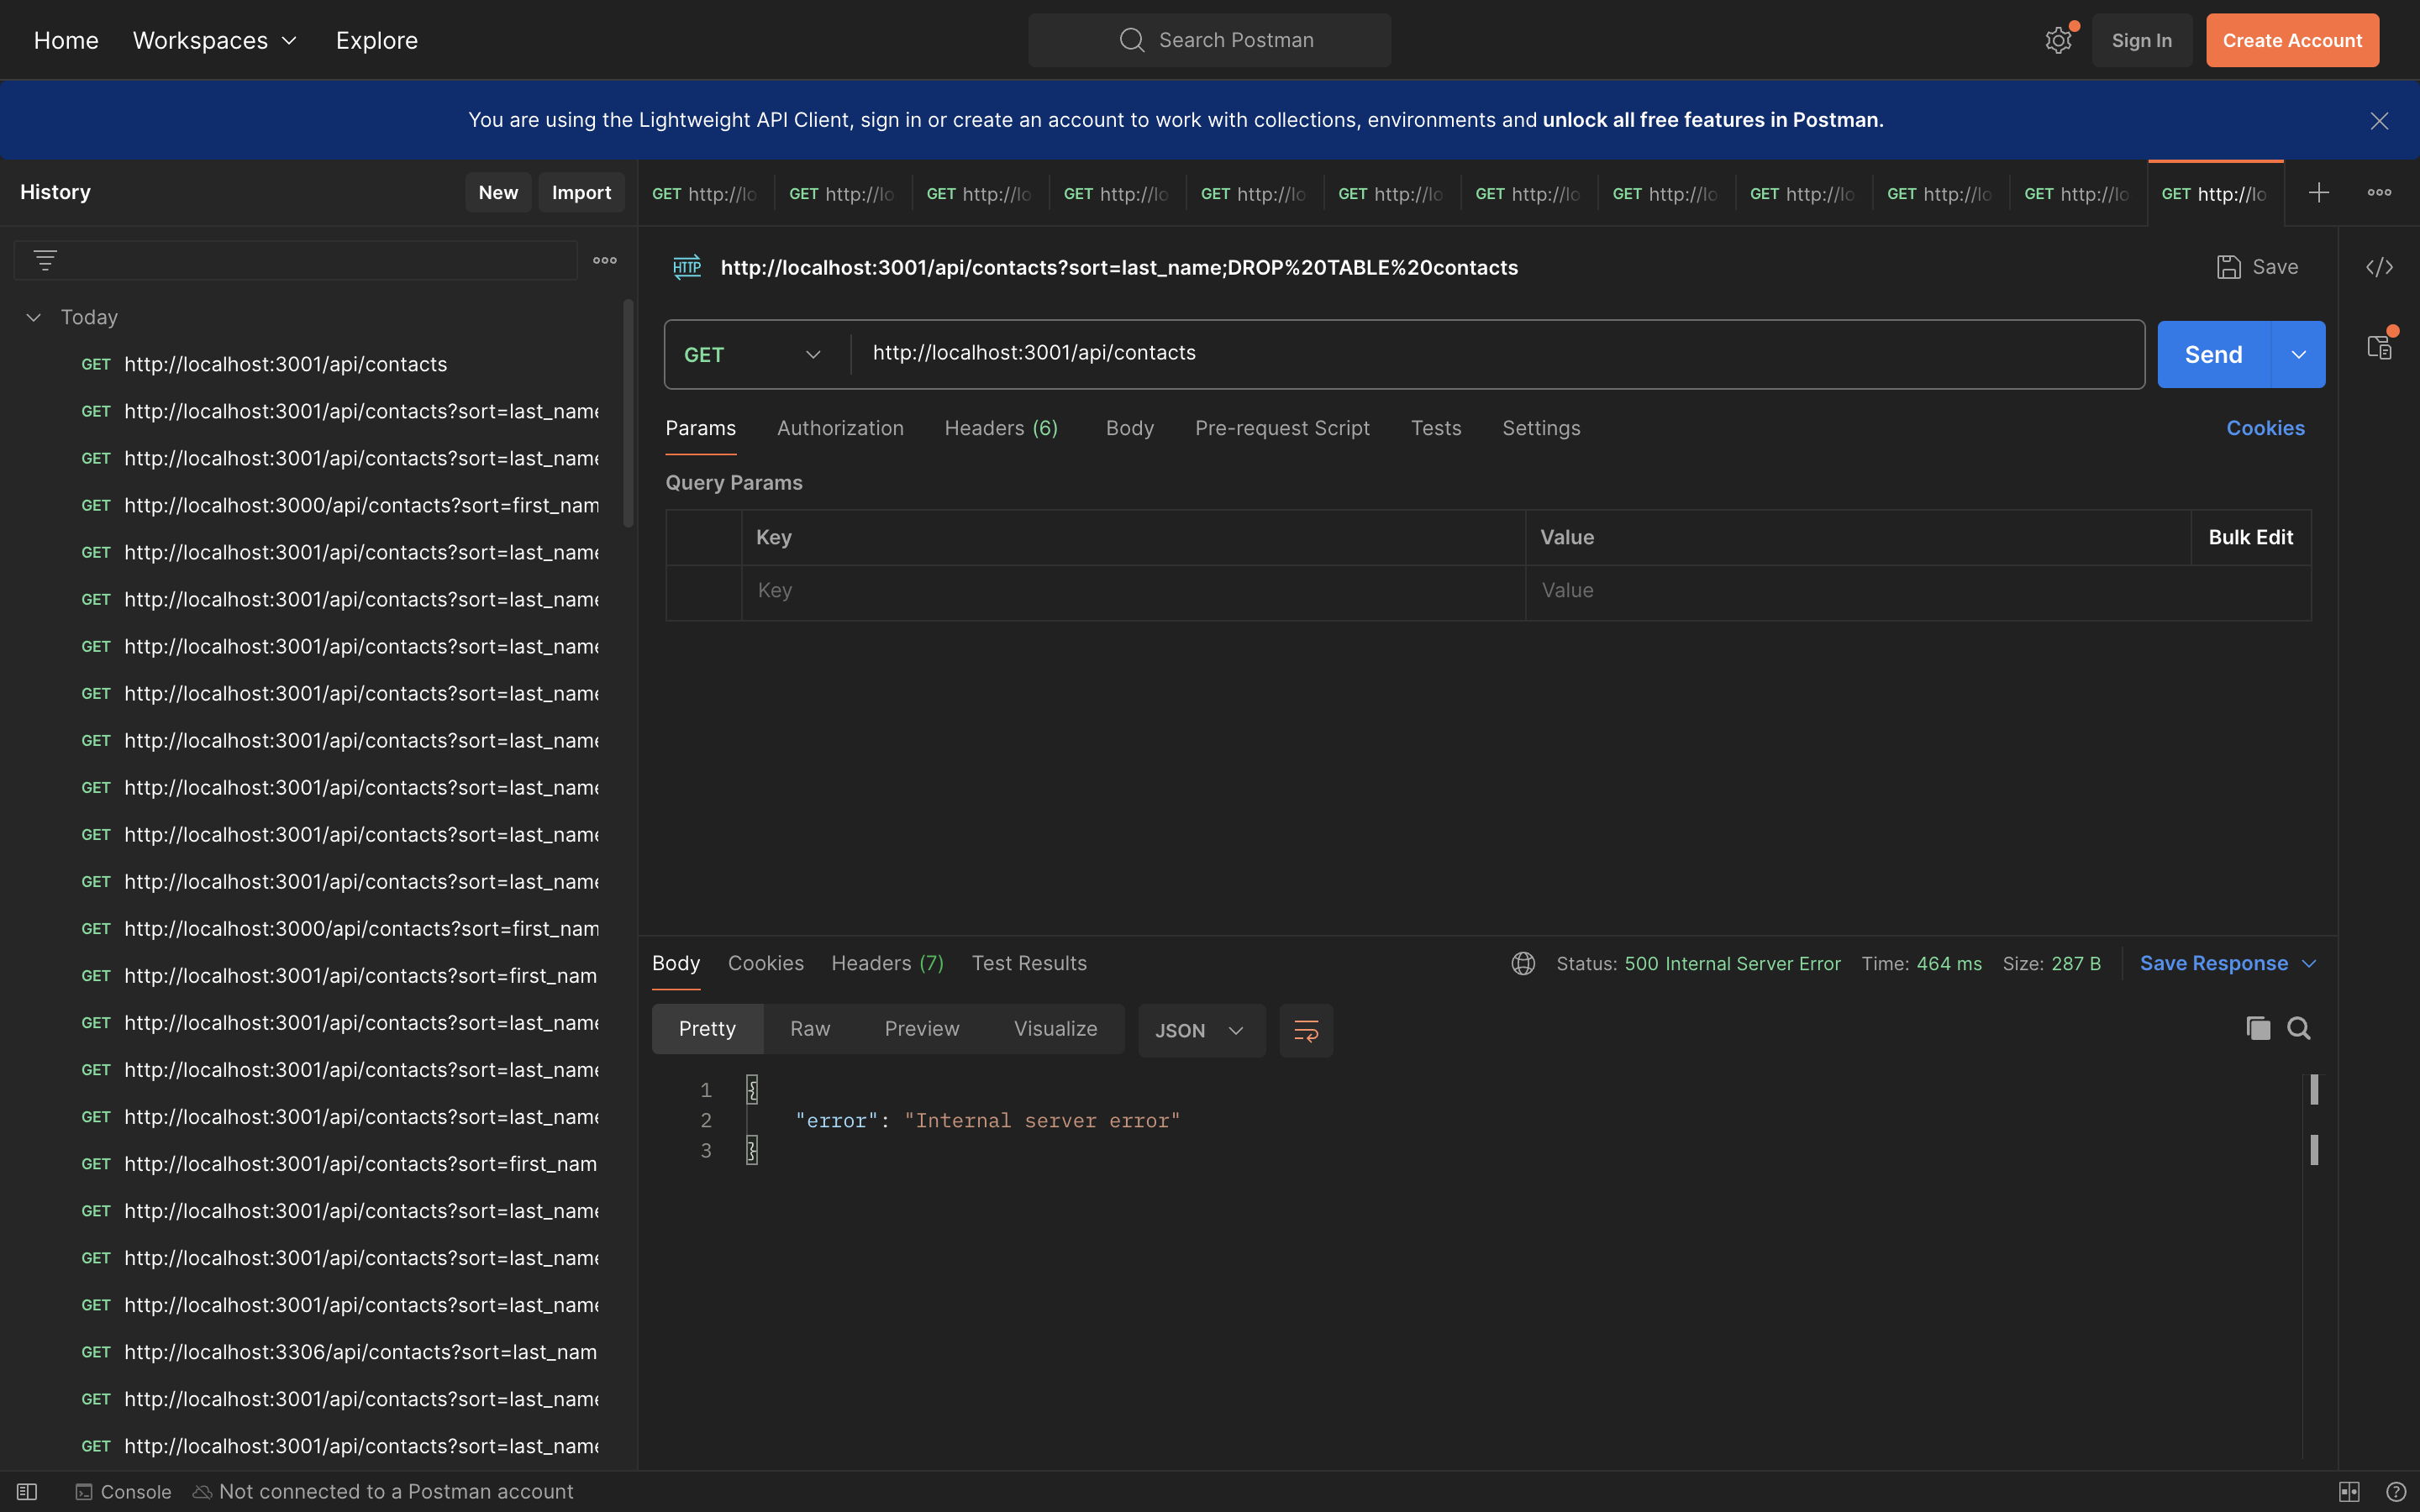 Home Workspaces Explore Search Postman Sign In Create Account
You are using the Lightweight API Client, sign in or create an account to work with collections, environments and unlock all free features in Postman.
History New Import
GET http://lo GET http://lo GET http://lo GET http://lo GET http://lo GET http://lo GET http://lo GET http://lo GET http://lo GET http://lo GET http://lo GET http://lo
Today
GET http://localhost:3001/api/contacts
GET http://localhost:3001/api/contacts?sort=last_name
GET http://localhost:3001/api/contacts?sort=last_name
GET http://localhost:3000/api/contacts?sort=first_nam
GET http://localhost:3001/api/contacts?sort=last_name
GET http://localhost:3001/api/contacts?sort=last_name
GET http://localhost:3001/api/contacts?sort=last_name
GET http://localhost:3001/api/contacts?sort=last_name
GET http://localhost:3001/api/contacts?sort=last_name
GET http://localhost:3001/api/contacts?sort=last_name
GET http://localhost:3001/api/contacts?sort=last_name
GET http://localhost:3001/api/contacts?sort=last_name
GET http://localhost:3000/api/contacts?sort=first_nam
GET http://localhost:3001/api/contacts?sort=first_nam
GET http://localhost:3001/api/contacts?sort=last_name
GET http://localhost:3001/api/contacts?sort=last_name
GET http://localhost:3001/api/contacts?sort=last_name
GET http://localhost:3001/api/contacts?sort=first_nam
GET http://localhost:3001/api/contacts?sort=last_name
GET http://localhost:3001/api/contacts?sort=last_name
GET http://localhost:3001/api/contacts?sort=last_name
GET http://localhost:3306/api/contacts?sort=last_nam
GET http://localhost:3001/api/contacts?sort=last_name
GET http://localhost:3001/api/contacts?sort=last_name
HTTP http://localhost:3001/api/contacts?sort=last_name;DROP%20TABLE%20contacts Save
GET http://localhost:3001/api/contacts Send
Params Authorization Headers (6) Body Pre-request Script Tests Settings Cookies
Query Params
Key Value Bulk Edit
Key Value
Body Cookies Headers (7) Test Results Status: 500 Internal Server Error Time: 464 ms Size: 287 B Save Response
Pretty Raw Preview Visualize JSON
1 {
2 "error": "Internal server error"
3 }
Console Not connected to a Postman account